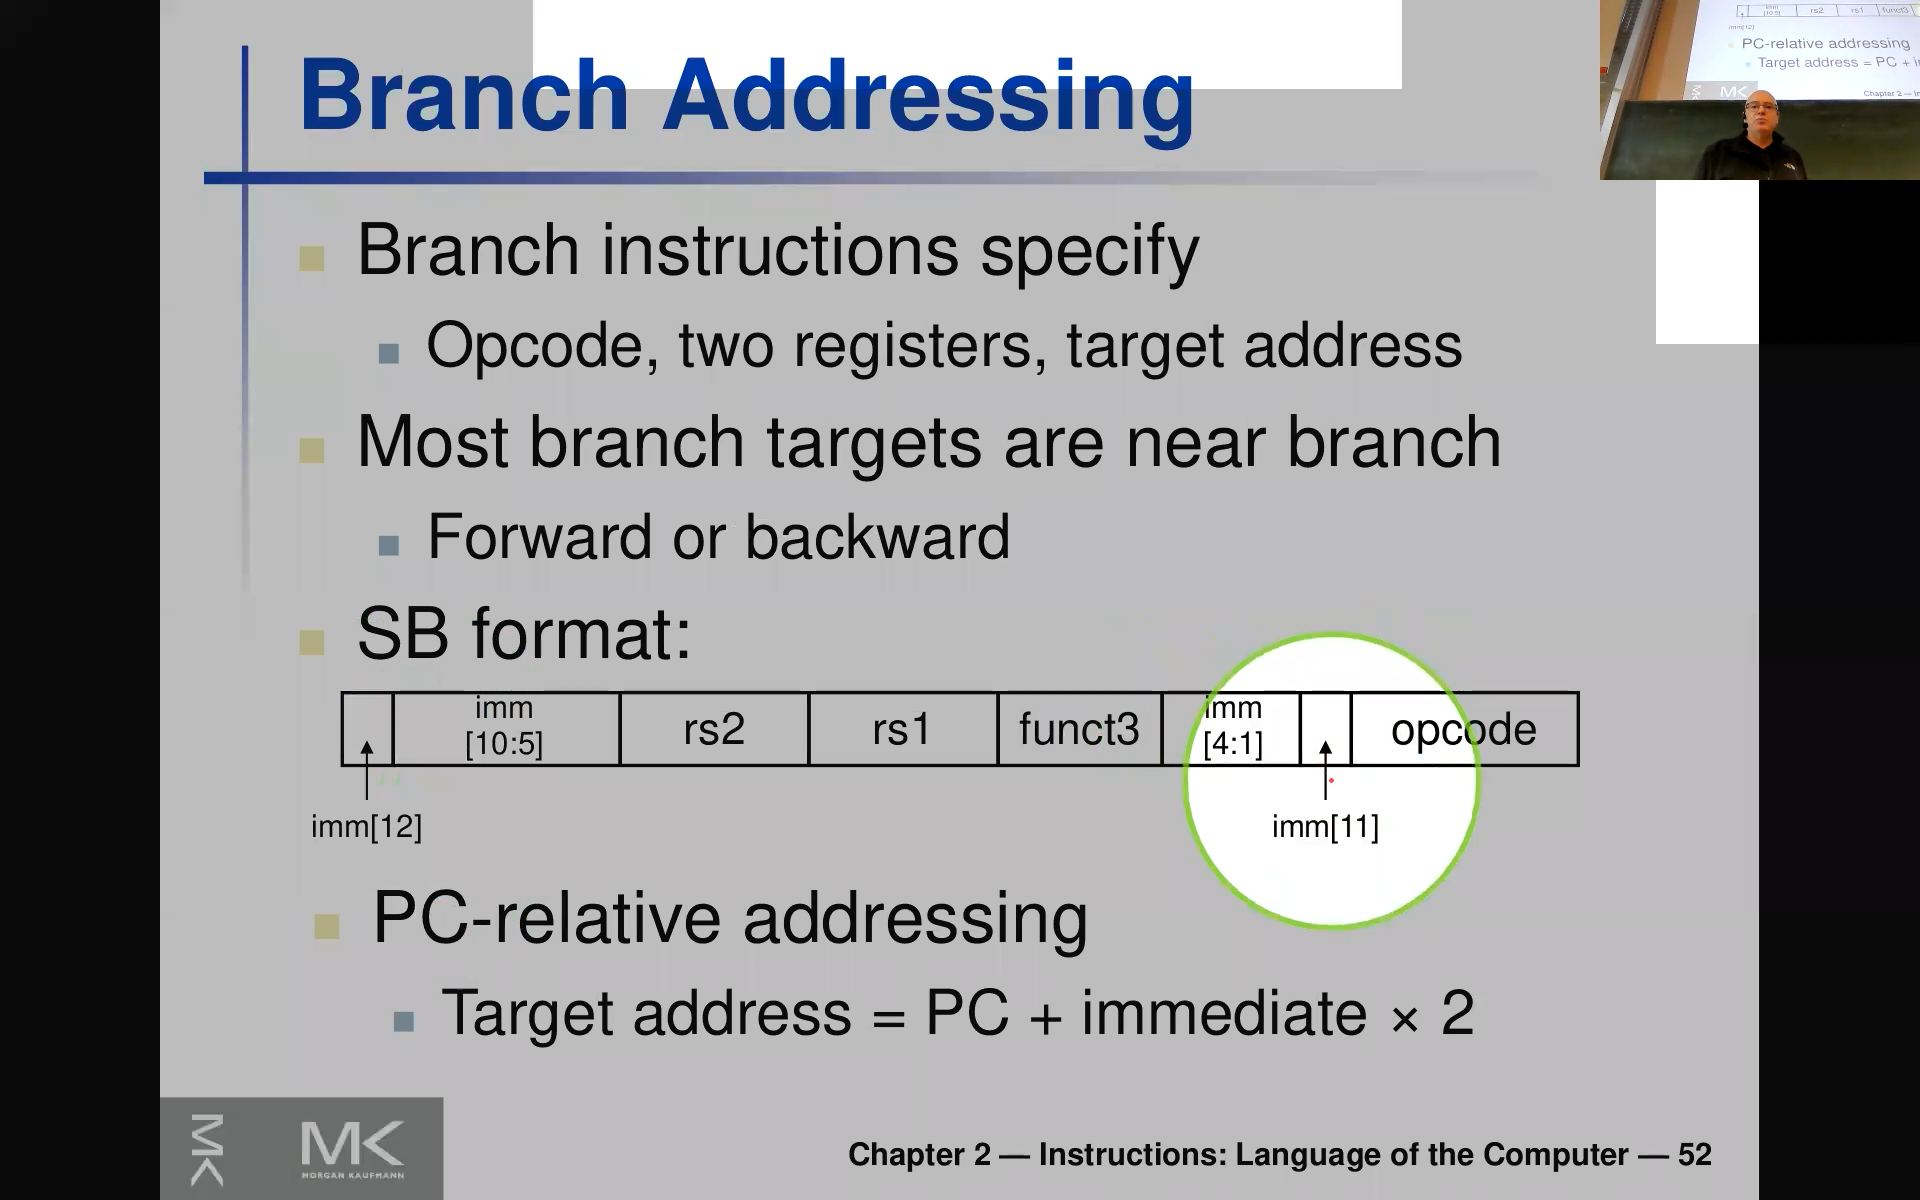 Branch Addressing
Branch instructions specify
Opcode, two registers, target address
Most branch targets are near branch
Forward or backward
SB format:
imm [10:5] rs2 rs1 funct3 imm [4:1] opcode
imm[12] imm[11]
PC-relative addressing
Target address = PC + immediate × 2
MK
MK
MORGAN KAUFMANN
Chapter 2 — Instructions: Language of the Computer — 52
imm [10:5] rs2 rs1 funct3
imm[12]
PC-relative addressing
Target address = PC +
MK
Chapter 2 —